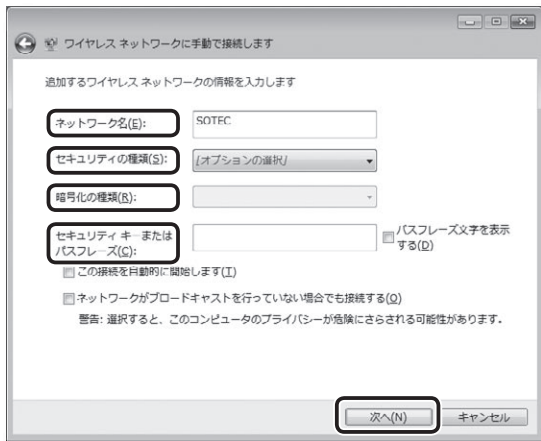 ワイヤレス ネットワークに手動で接続します
追加するワイヤレス ネットワークの情報を入力します
ネットワーク名(E):
SOTEC
セキュリティの種類(S):
[オプションの選択]
暗号化の種類(R):
セキュリティ キーまたは
パスフレーズ(C):
パスフレーズ文字を表示
する(D)
この接続を自動的に開始します(T)
ネットワークがブロードキャストを行っていない場合でも接続する(O)
警告: 選択すると、このコンピュータのプライバシーが危険にさらされる可能性があります。
次へ(N)
キャンセル